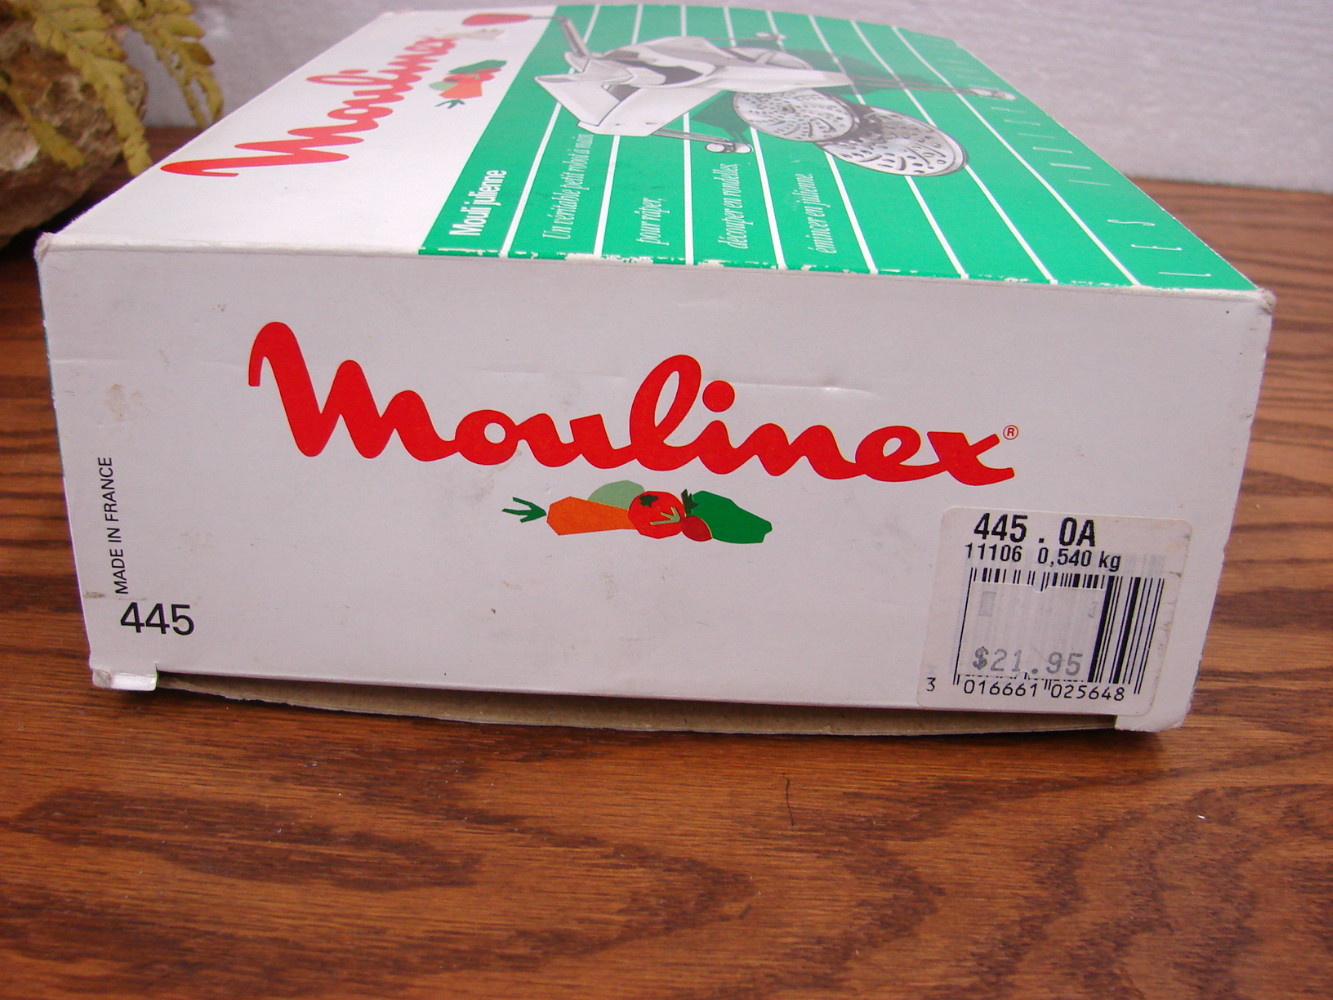 Moulinex
Mouli julienne
Un véritable petit robot à main
pour râper,
découper en rondelles,
émincer en julienne.
LES
Moulinex®
MADE IN FRANCE
445
445 . 0A
11106 0,540 kg
$21.95
3 016661 025648